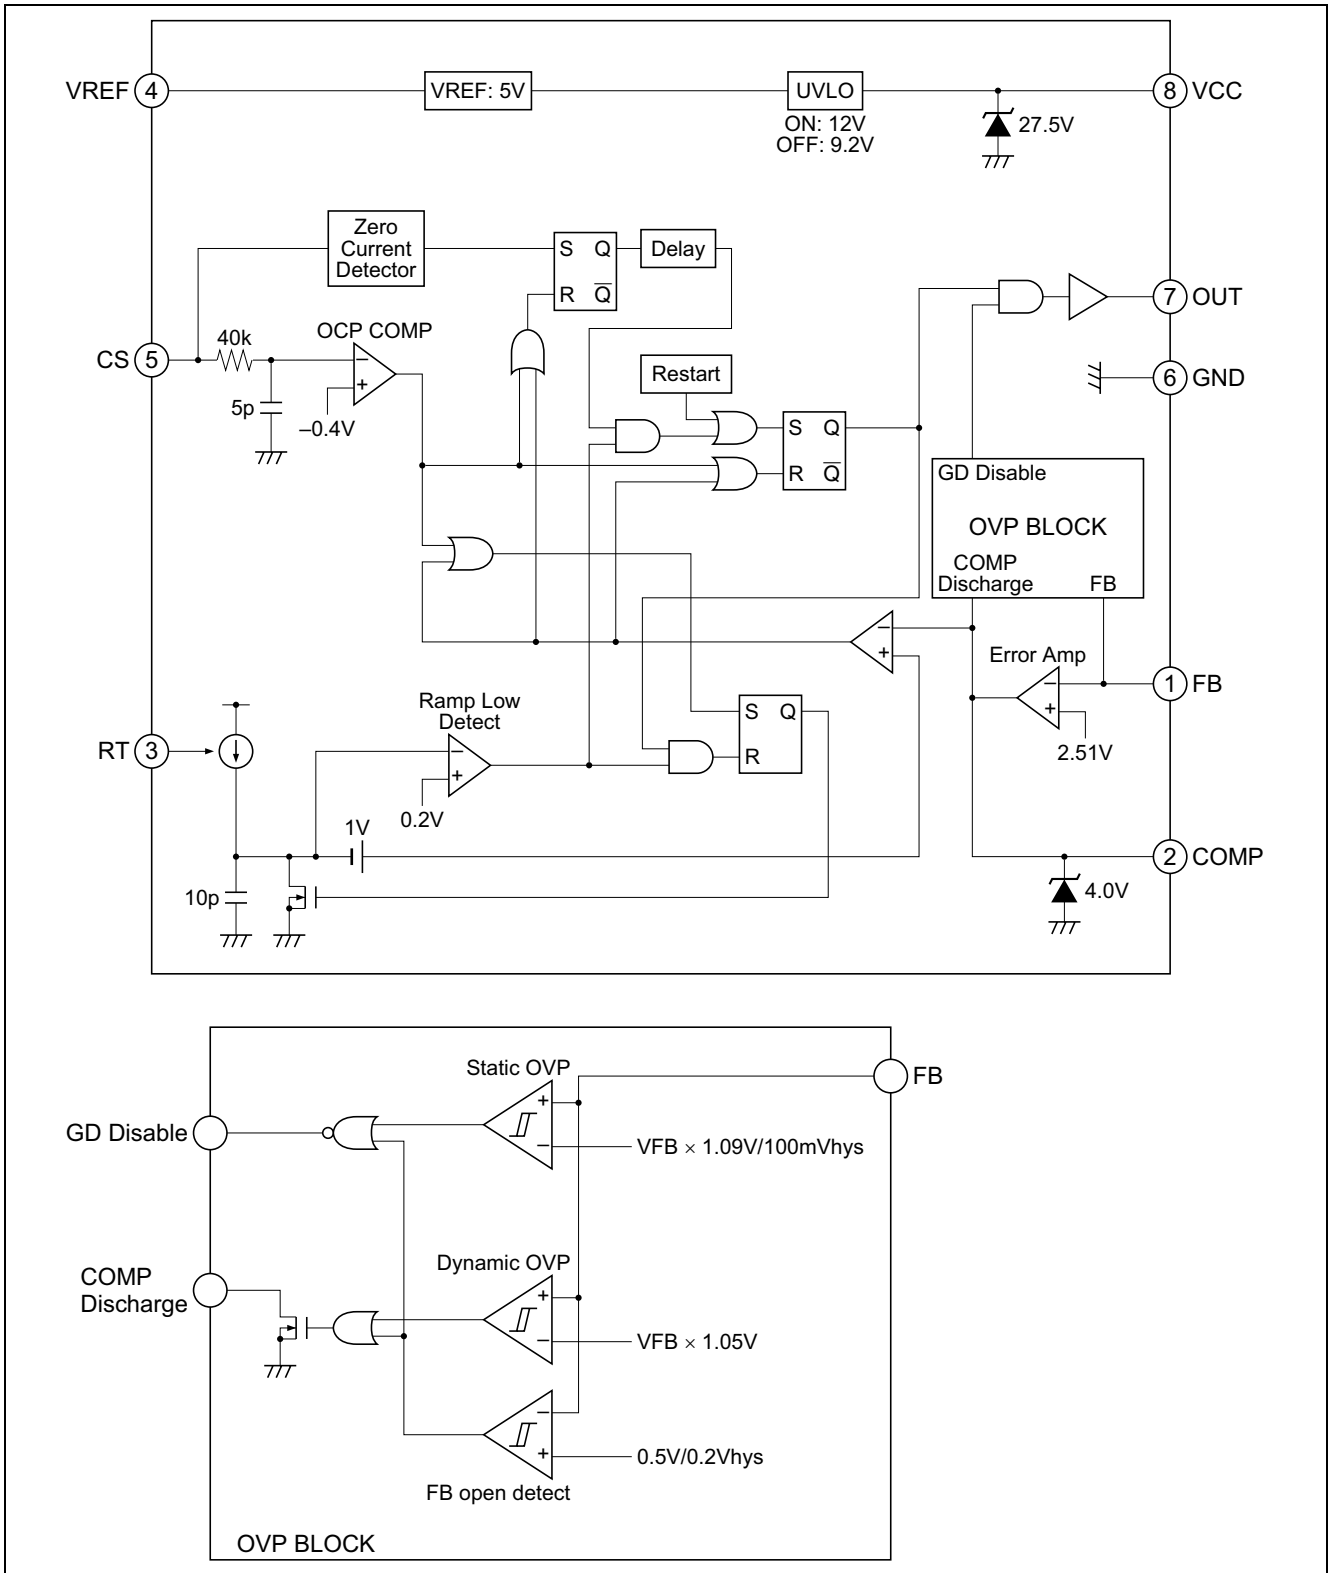 VREF 4
VREF: 5V
UVLO
ON: 12V
OFF: 9.2V
8 VCC
27.5V
Zero
Current
Detector
S Q
R Q̅
Delay
OCP COMP
40k
CS 5
5p
–0.4V
–
+
Restart
S Q
R Q̅
7 OUT
6 GND
GD Disable
OVP BLOCK
COMP
Discharge
FB
–
+
Error Amp
–
+
2.51V
1 FB
Ramp Low
Detect
–
+
0.2V
S Q
R
RT 3
1V
10p
2 COMP
4.0V
Static OVP
+
–
VFB × 1.09V/100mVhys
FB
GD Disable
Dynamic OVP
+
–
VFB × 1.05V
COMP
Discharge
–
+
0.5V/0.2Vhys
FB open detect
OVP BLOCK